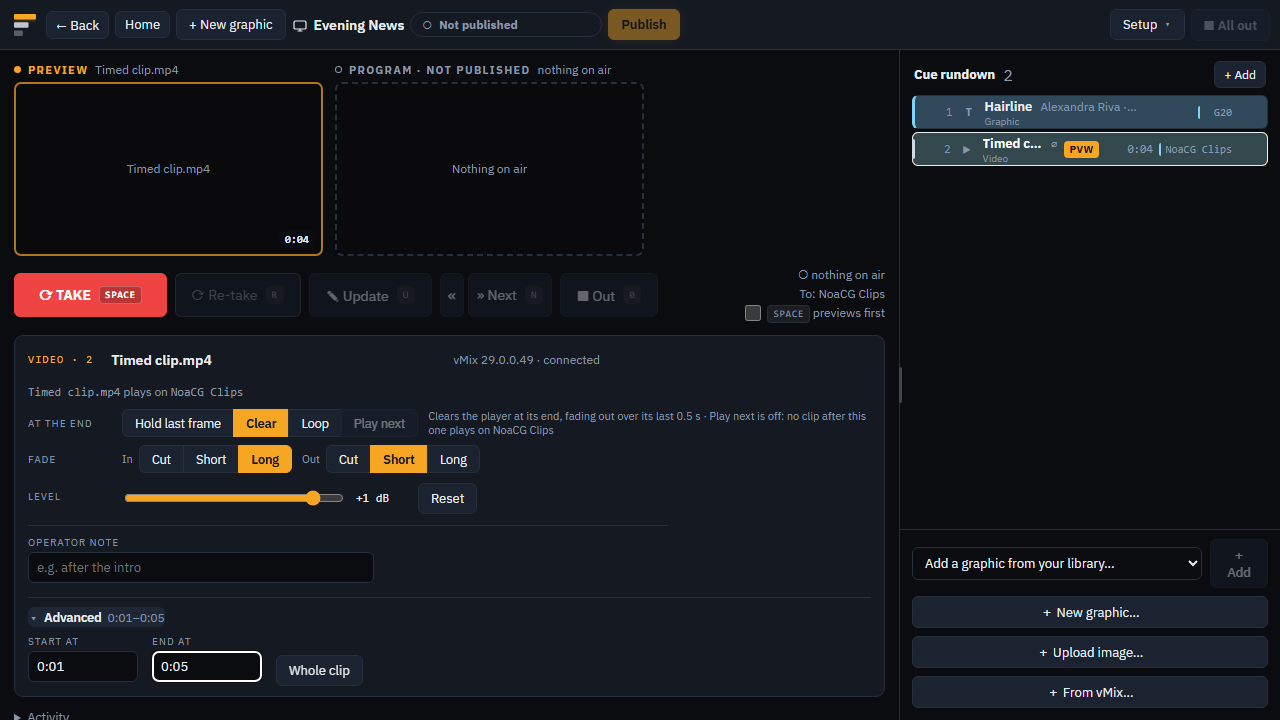 ← Back
Home
+ New graphic
Evening News
Not published
Publish
Setup
All out
PREVIEW Timed clip.mp4
PROGRAM · NOT PUBLISHED nothing on air
Timed clip.mp4
0:04
Nothing on air
TAKE SPACE
Re-take R
Update U
«
» Next N
Out 0
nothing on air
To: NoaCG Clips
SPACE previews first
VIDEO · 2 Timed clip.mp4
vMix 29.0.0.49 · connected
Timed clip.mp4 plays on NoaCG Clips
AT THE END
Hold last frame
Clear
Loop
Play next
Clears the player at its end, fading out over its last 0.5 s · Play next is off: no clip after this
one plays on NoaCG Clips
FADE
In
Cut
Short
Long
Out
Cut
Short
Long
LEVEL
+1 dB
Reset
OPERATOR NOTE
e.g. after the intro
Advanced 0:01–0:05
START AT
END AT
0:01
0:05
Whole clip
Activity
Cue rundown 2
+ Add
1 T Hairline Alexandra Riva ·... G20
Graphic
2 Timed c... PVW 0:04 NoaCG Clips
Video
Add a graphic from your library...
+
Add
+ New graphic...
+ Upload image...
+ From vMix...